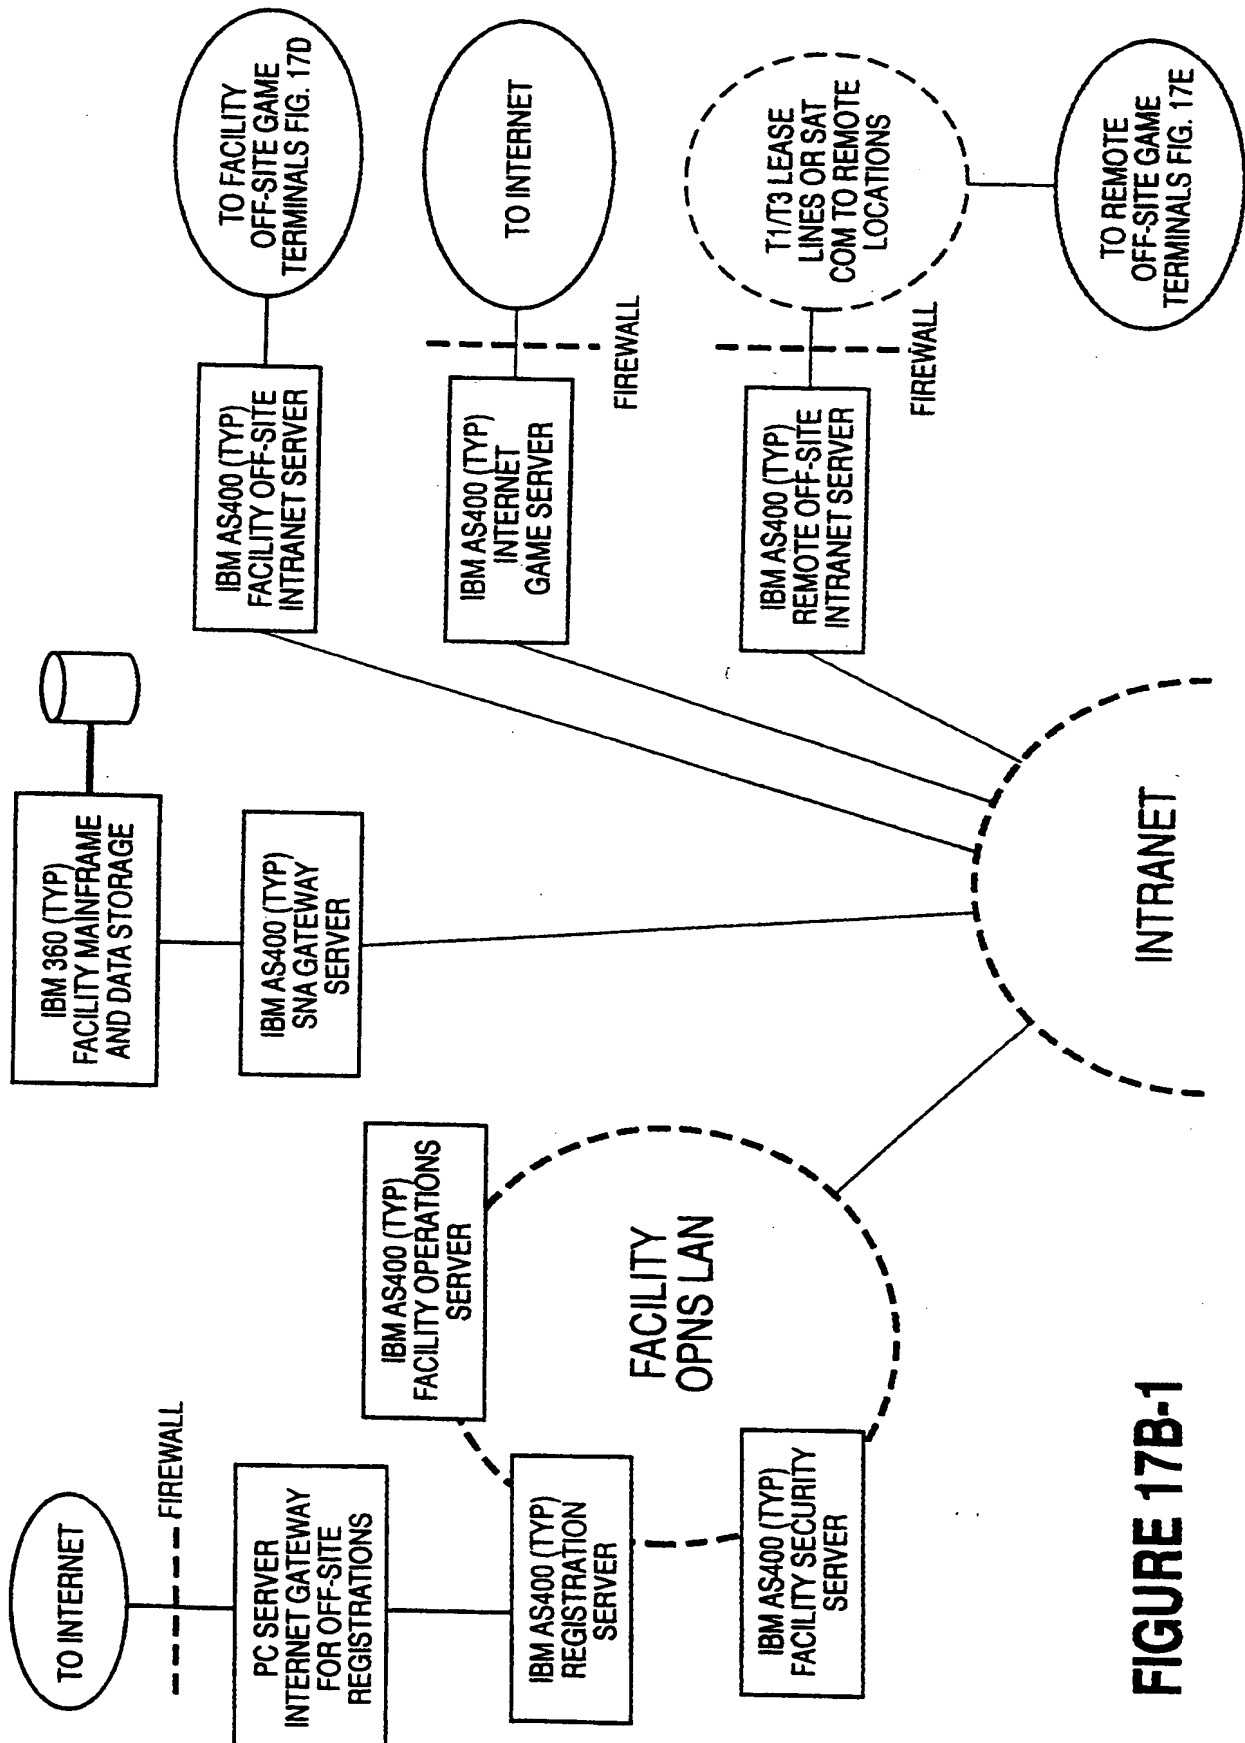 TO INTERNET
FIREWALL
PC SERVER
INTERNET GATEWAY
FOR OFF-SITE
REGISTRATIONS
IBM AS400 (TYP)
REGISTRATION
SERVER
IBM AS400 (TYP)
FACILITY SECURITY
SERVER
IBM AS400 (TYP)
FACILITY OPERATIONS
SERVER
FACILITY
OPNS LAN
IBM 360 (TYP)
FACILITY MAINFRAME
AND DATA STORAGE
IBM AS400 (TYP)
SNA GATEWAY
SERVER
INTRANET
IBM AS400 (TYP)
FACILITY OFF-SITE
INTRANET SERVER
TO FACILITY
OFF-SITE GAME
TERMINALS FIG. 17D
IBM AS400 (TYP)
INTERNET
GAME SERVER
FIREWALL
TO INTERNET
IBM AS400 (TYP)
REMOTE OFF-SITE
INTRANET SERVER
FIREWALL
T1/T3 LEASE
LINES OR SAT
COM TO REMOTE
LOCATIONS
TO REMOTE
OFF-SITE GAME
TERMINALS FIG. 17E
FIGURE 17B-1